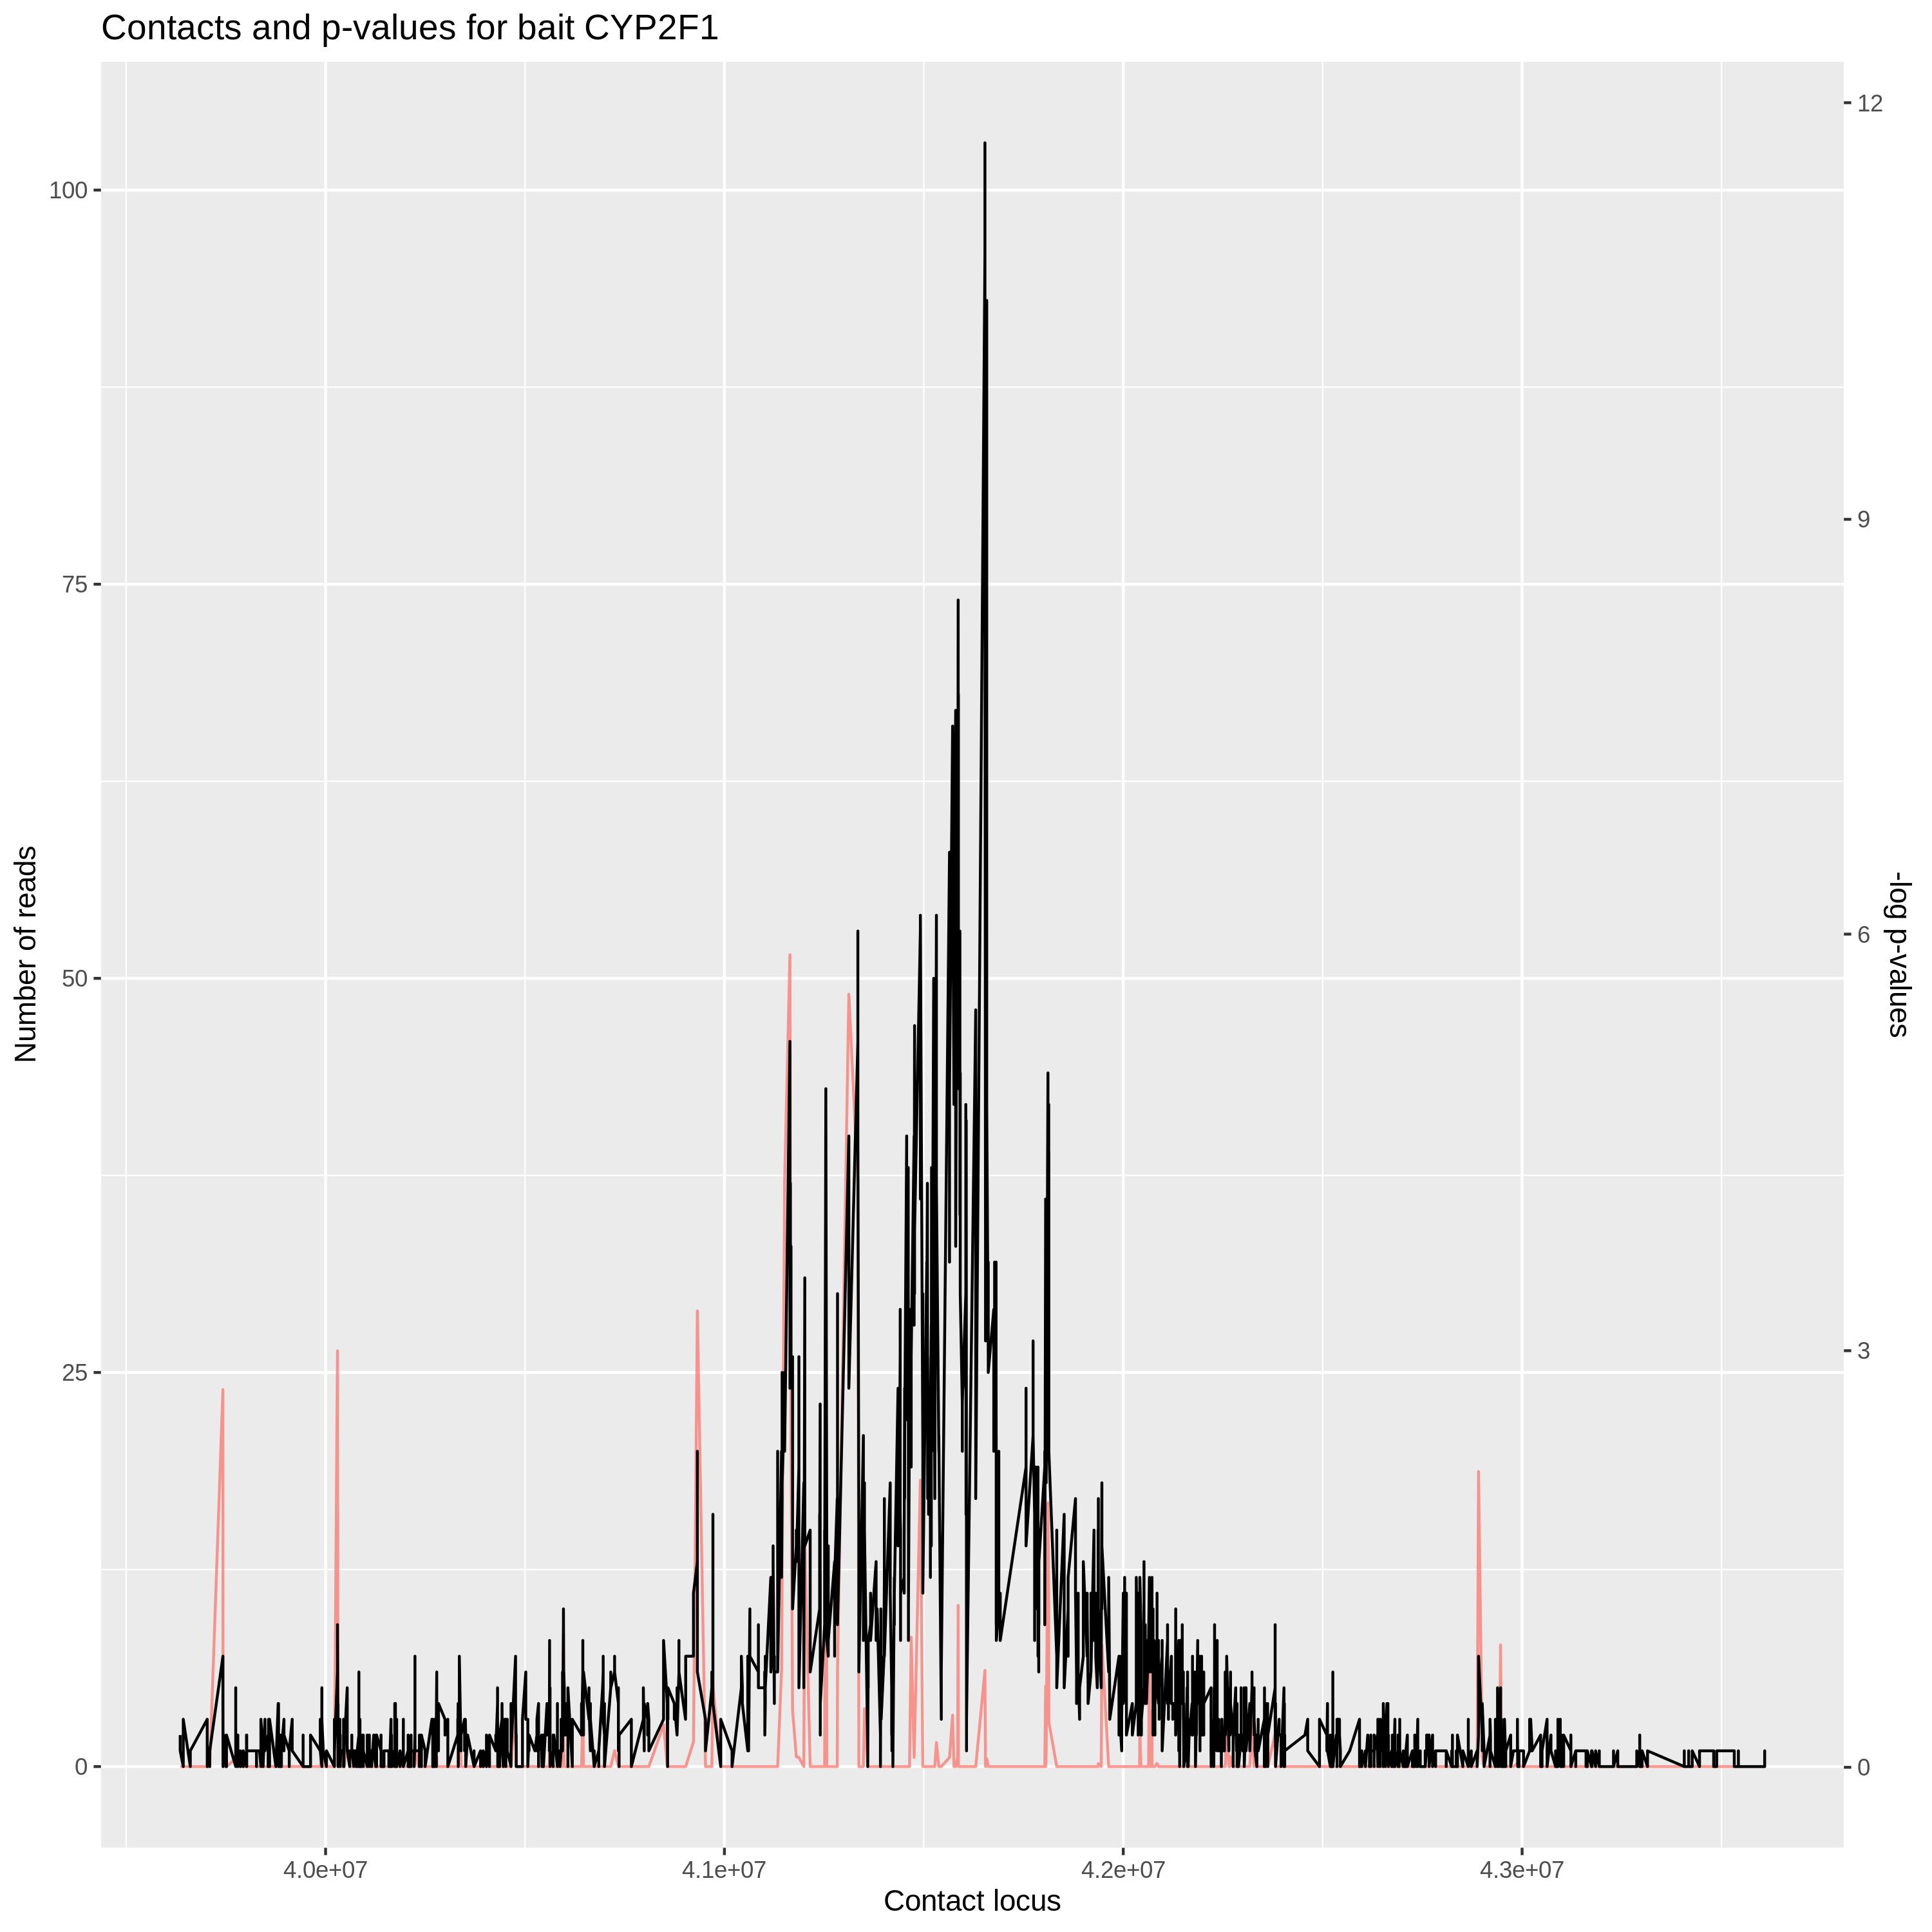 Contacts and p-values for bait CYP2F1
Number of reads
100
75
50
25
0
12
9
6
3
0
-log p-values
4.0e+07
4.1e+07
4.2e+07
4.3e+07
Contact locus